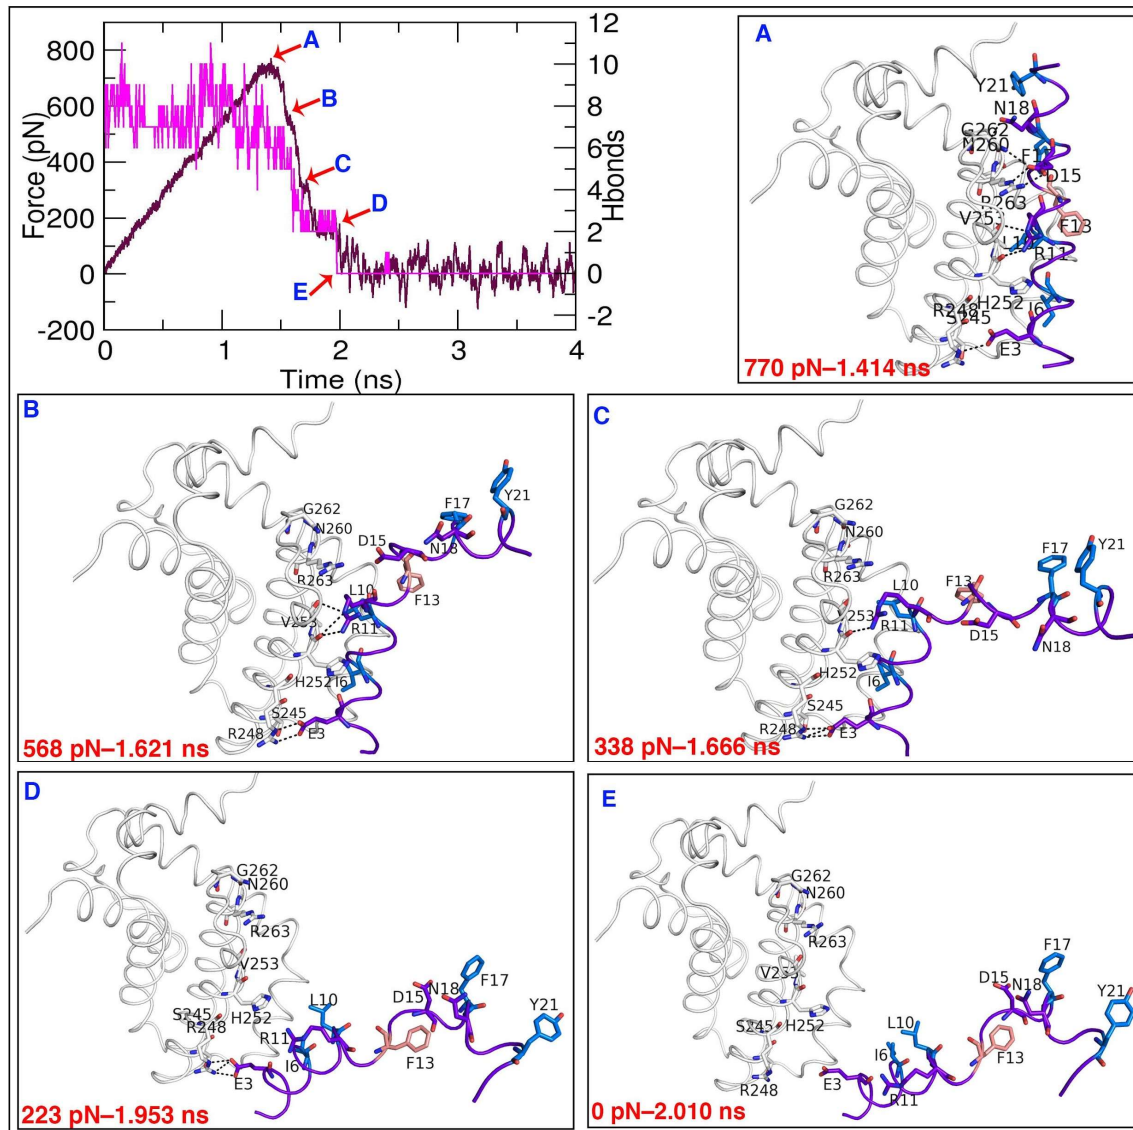 800
600
400
200
0
-200
Force (pN)
0
1
2
3
4
Time (ns)
12
10
8
6
4
2
0
-2
Hbonds
A
B
C
D
E
A
Y21
N18
G262
N260
D15
R263
V253
F13
R11
H252
I6
R248
S245
E3
770 pN–1.414 ns
B
G262
N260
D15
F17
Y21
N18
R263
F13
L10
V253
R11
H252
I6
S245
R248
E3
568 pN–1.621 ns
C
G262
N260
R263
F17
Y21
L10
F13
V253
R11
D15
N18
H252
I6
S245
R248
E3
338 pN–1.666 ns
D
G262
N260
R263
V253
F17
D15
N18
L10
S245
R248
H252
Y21
R11
I6
F13
E3
223 pN–1.953 ns
E
G262
N260
R263
F17
V253
D15
N18
Y21
S245
H252
L10
I6
F13
E3
R248
R11
0 pN–2.010 ns